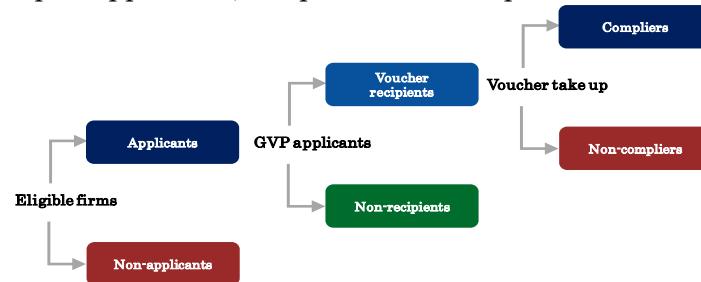 Compliers
Voucher
recipients
Voucher take up
Applicants
GVP applicants
Non-compliers
Eligible firms
Non-recipients
Non-applicants